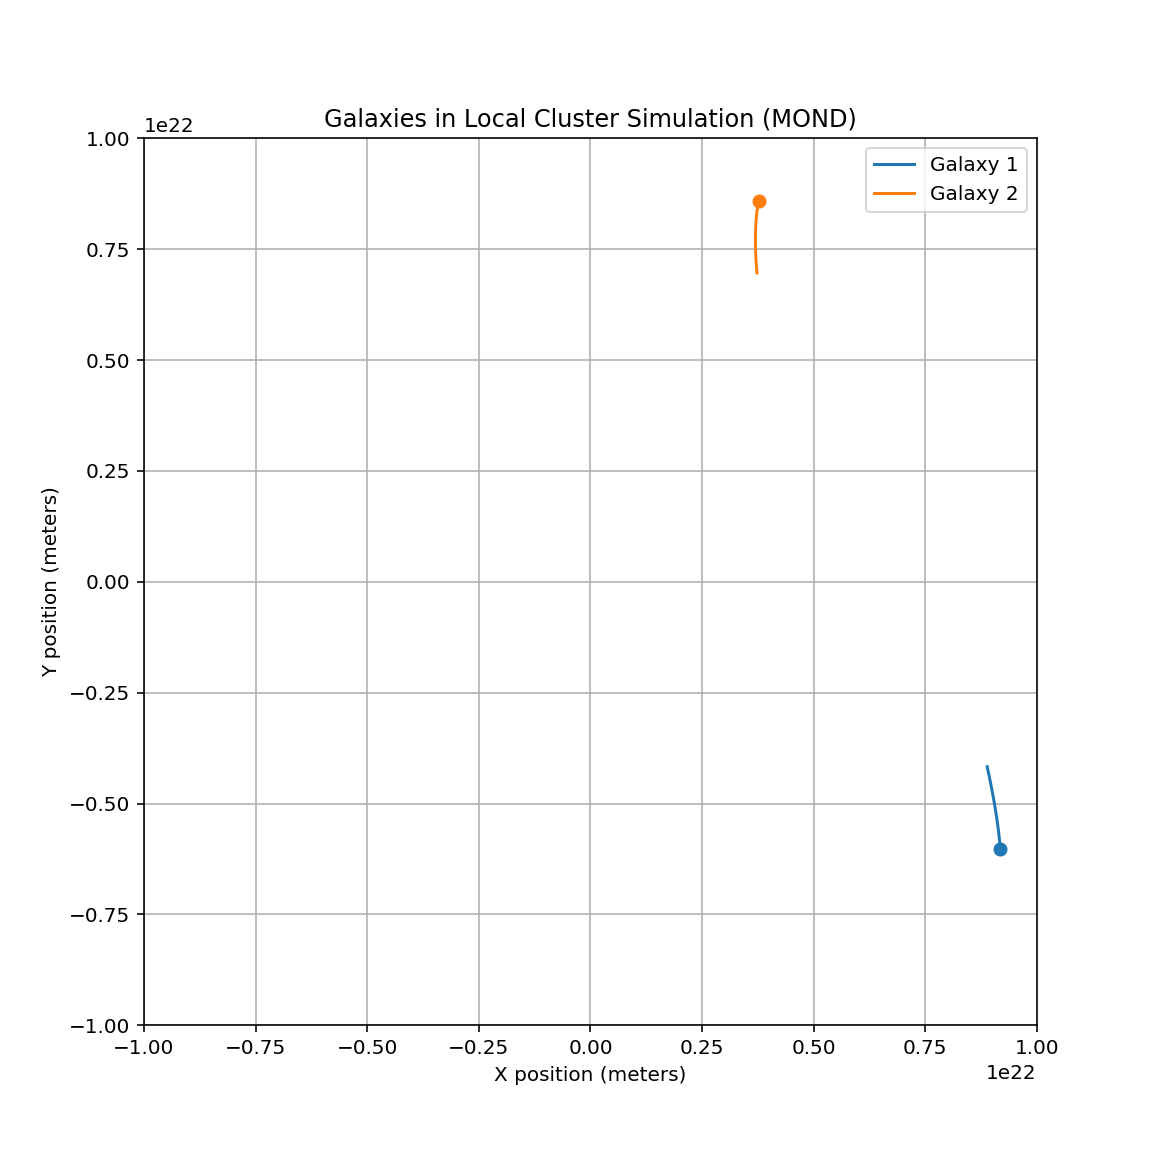 Galaxies in Local Cluster Simulation (MOND)
1e22
Galaxy 1
Galaxy 2
1.00
0.75
0.50
0.25
0.00
−0.25
−0.50
−0.75
−1.00
Y position (meters)
−1.00 −0.75 −0.50 −0.25 0.00 0.25 0.50 0.75 1.00
X position (meters)
1e22